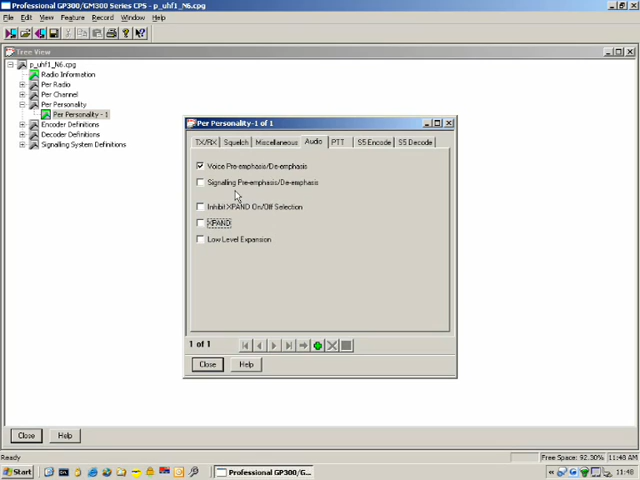 Professional GP300/GM300 Series CPS - p_uhf1_N6.cpg
File Edit View Feature Record Window Help
Tree View
p_uhf1_N6.cpg
Radio Information
Per Radio
Per Channel
Per Personality
Per Personality - 1
Encoder Definitions
Decoder Definitions
Signalling System Definitions
Per Personality-1 of 1
TX/RX Squelch Miscellaneous Audio PTT S5 Encode S5 Decode
Voice Pre-emphasis/De-emphasis
Signalling Pre-emphasis/De-emphasis
Inhibit XPAND On/Off Selection
XPAND
Low Level Expansion
1 of 1
Close Help
Close Help
Ready Free Space: 92.30% 11:48 AM
Start Professional GP300/G... 11:48